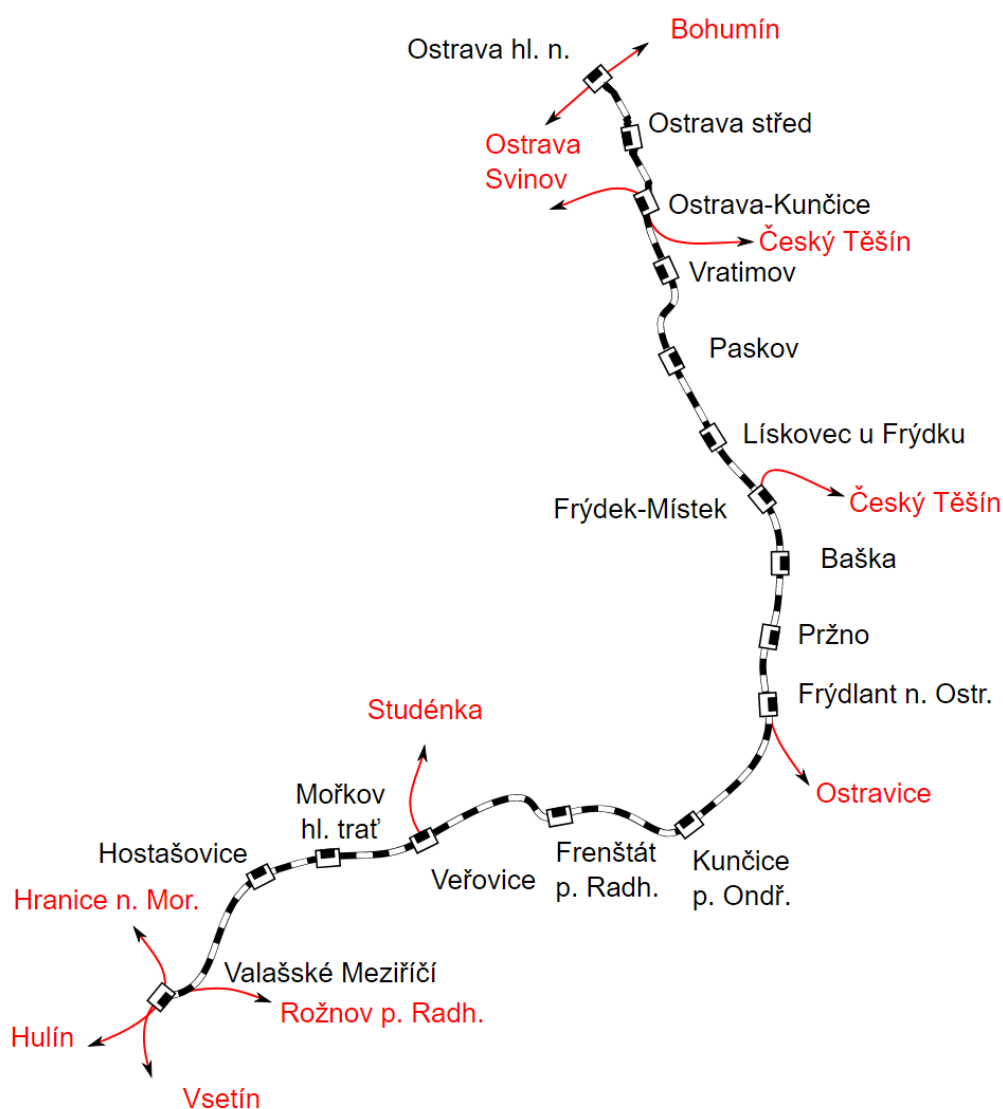 Bohumín
Ostrava hl. n.
Ostrava střed
Ostrava
Svinov
Ostrava-Kunčice
Český Těšín
Vratimov
Paskov
Lískovec u Frýdku
Frýdek-Místek
Český Těšín
Baška
Pržno
Frýdlant n. Ostr.
Studénka
Ostravice
Mořkov
hl. trať
Hostašovice
Veřovice
Frenštát
p. Radh.
Kunčice
p. Ondř.
Hranice n. Mor.
Valašské Meziříčí
Rožnov p. Radh.
Hulín
Vsetín